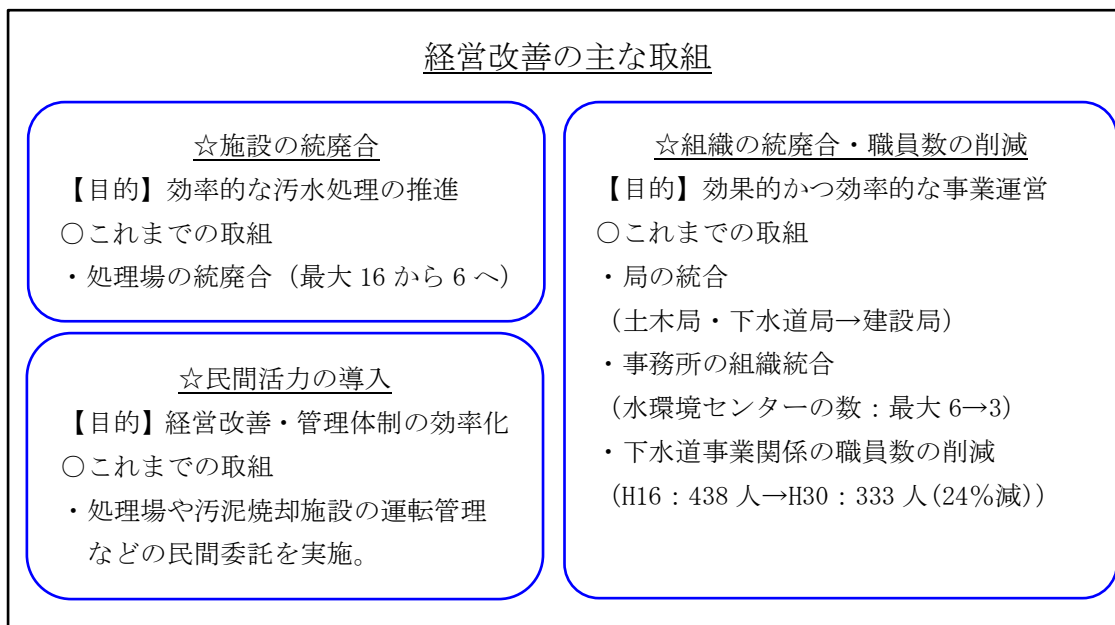 経営改善の主な取組
☆施設の統廃合
【目的】効率的な汚水処理の推進
○これまでの取組
・処理場の統廃合（最大 16 から 6 へ）
☆民間活力の導入
【目的】経営改善・管理体制の効率化
○これまでの取組
・処理場や汚泥焼却施設の運転管理
などの民間委託を実施。
☆組織の統廃合・職員数の削減
【目的】効果的かつ効率的な事業運営
○これまでの取組
・局の統合
（土木局・下水道局→建設局）
・事務所の組織統合
（水環境センターの数：最大 6→3）
・下水道事業関係の職員数の削減
（H16：438 人→H30：333 人(24％減)）